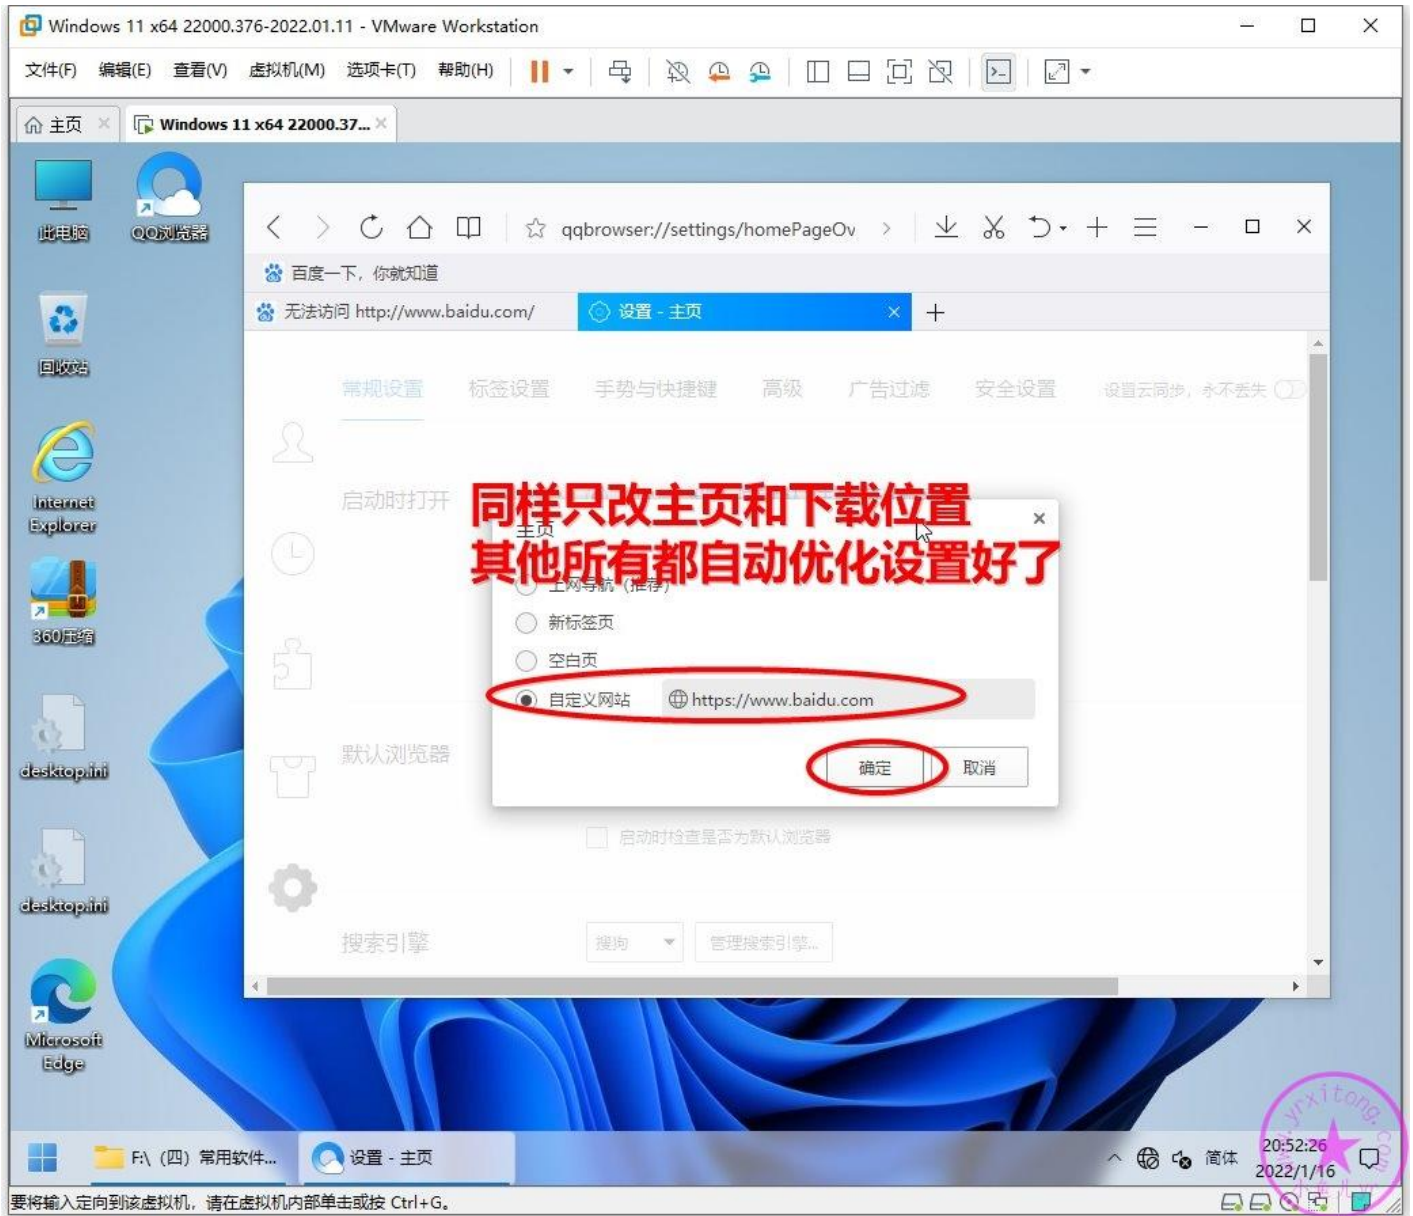 Windows 11 x64 22000.376-2022.01.11 - VMware Workstation
文件(F) 编辑(E) 查看(V) 虚拟机(M) 选项卡(T) 帮助(H)
主页 Windows 11 x64 22000.37...
此电脑
QQ浏览器
回收站
Internet
Explorer
360压缩
desktop.ini
desktop.ini
Microsoft
Edge
qqbrowser://settings/homePageOv
百度一下，你就知道
无法访问 http://www.baidu.com/
设置 - 主页
常规设置 标签设置 手势与快捷键 高级 广告过滤 安全设置 设置云同步，永不丢失
启动时打开
同样只改主页和下载位置
主页
其他所有都自动优化设置好了
上网导航（推荐）
新标签页
空白页
自定义网站 https://www.baidu.com
确定 取消
默认浏览器
启动时检查是否为默认浏览器
搜索引擎 搜狗 管理搜索引擎...
F:\（四）常用软件...
设置 - 主页
简体
20:52:26
2022/1/16
要将输入定向到该虚拟机，请在虚拟机内部单击或按 Ctrl+G。